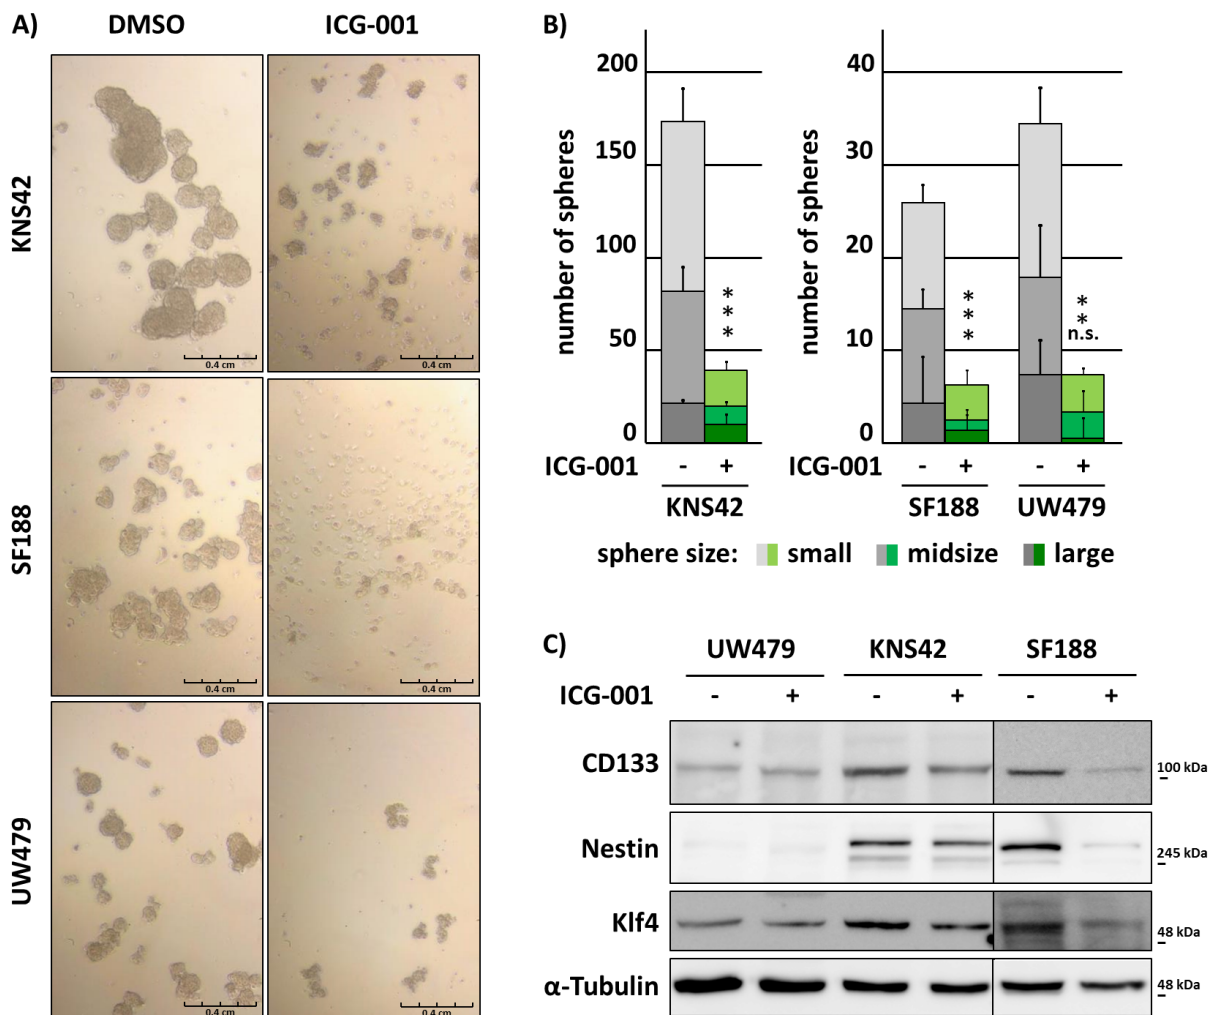 A)
DMSO
ICG-001
KNS42
0.4 cm
0.4 cm
SF188
0.4 cm
0.4 cm
UW479
0.4 cm
0.4 cm
B)
number of spheres
200
150
100
50
0
*
*
*
number of spheres
40
30
20
10
0
*
*
*
*
*
n.s.
ICG-001 - +
KNS42
ICG-001 - + - +
SF188 UW479
sphere size: small midsize large
C)
UW479 KNS42 SF188
ICG-001 - + - + - +
CD133 100 kDa
Nestin 245 kDa
Klf4 48 kDa
α-Tubulin 48 kDa